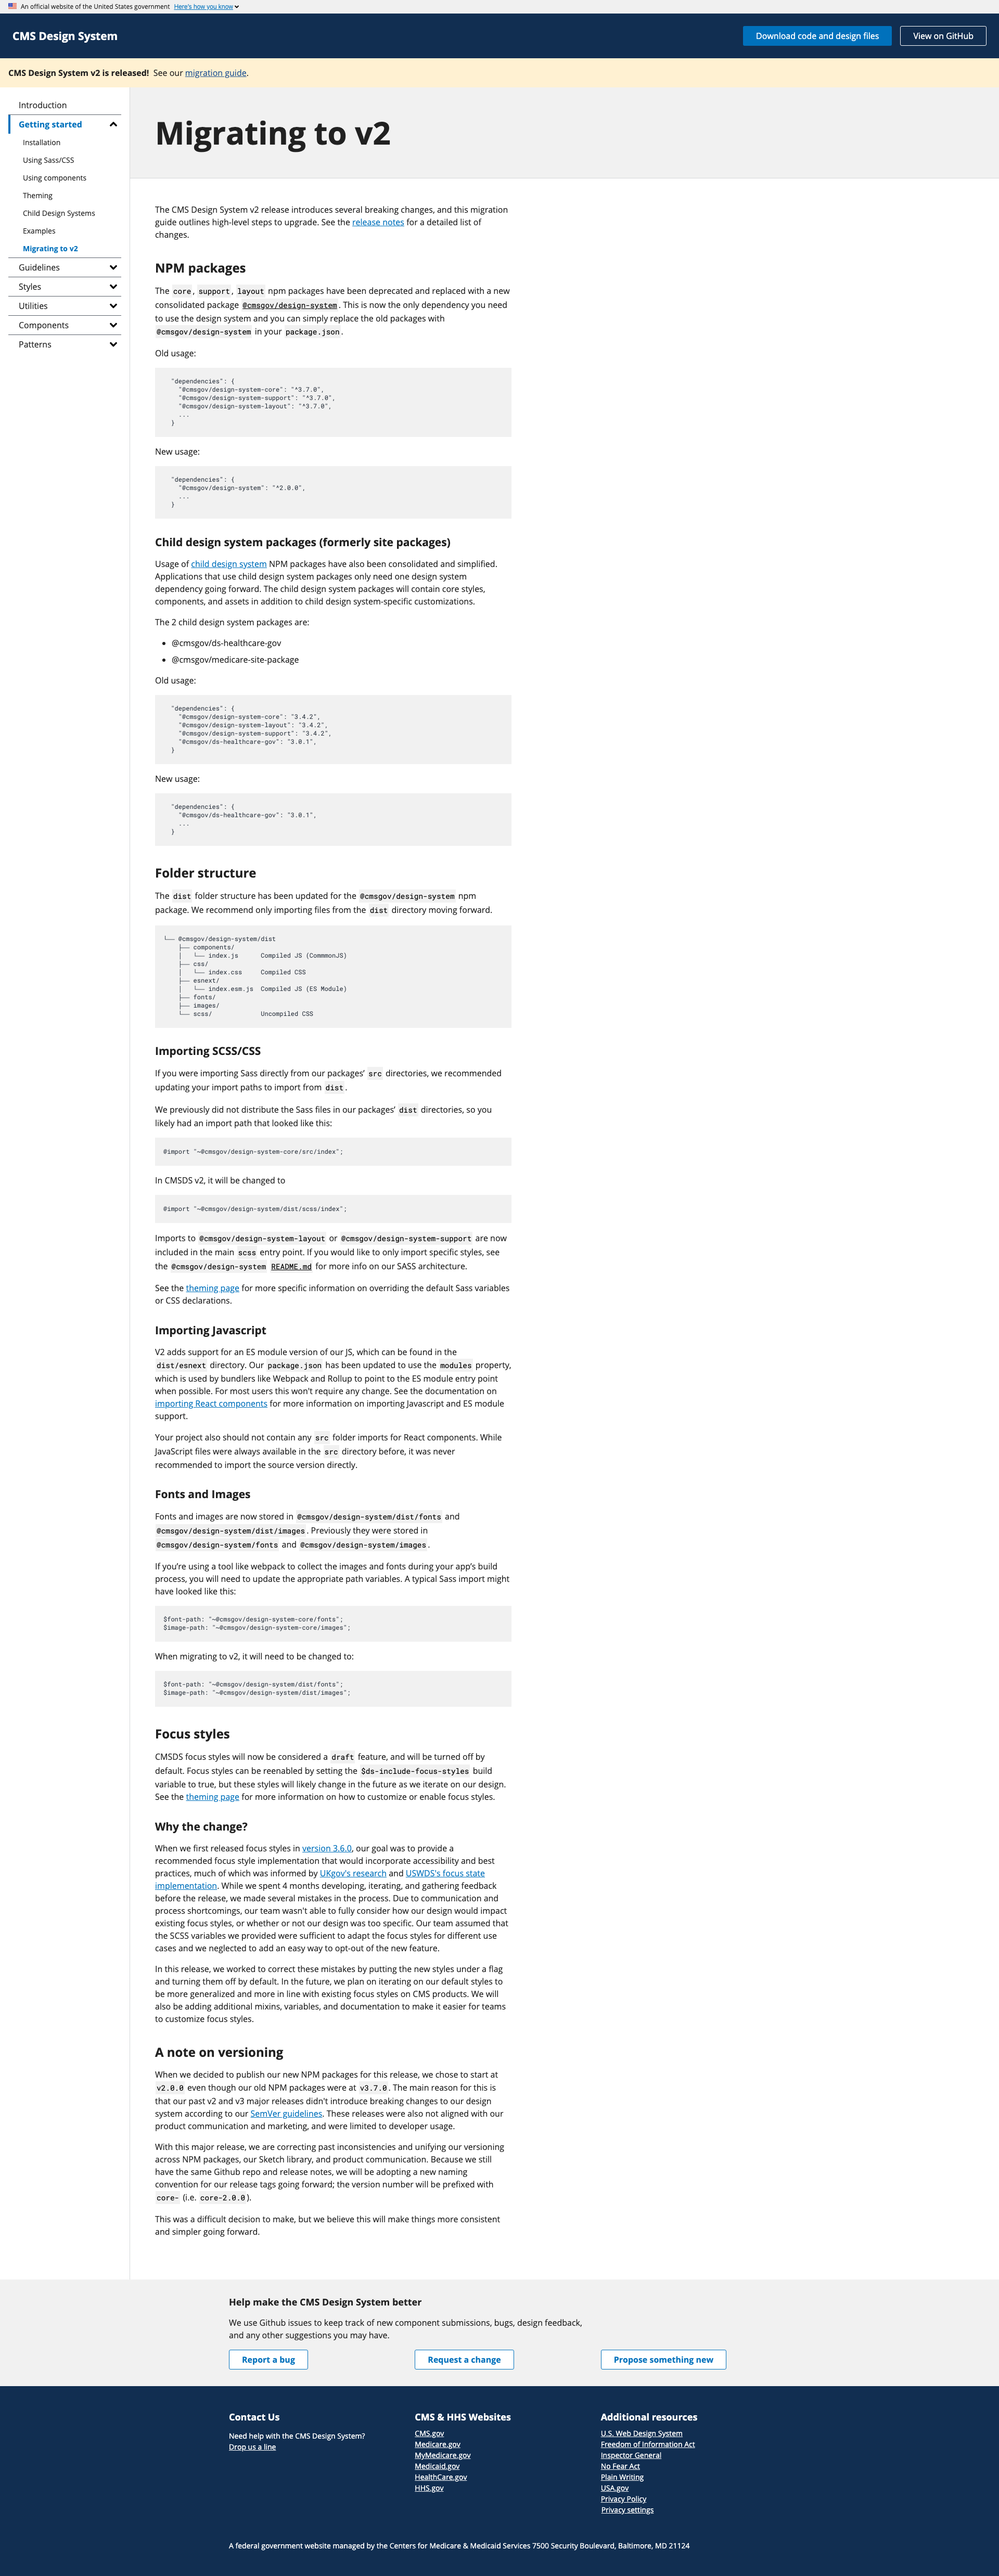 An official website of the United States government Here's how you know
CMS Design System
Download code and design files
View on GitHub
CMS Design System v2 is released! See our migration guide.
Introduction
Getting started
Installation
Using Sass/CSS
Using components
Theming
Child Design Systems
Examples
Migrating to v2
Guidelines
Styles
Utilities
Components
Patterns
Migrating to v2
The CMS Design System v2 release introduces several breaking changes, and this migration
guide outlines high-level steps to upgrade. See the release notes for a detailed list of
changes.
NPM packages
The core, support, layout npm packages have been deprecated and replaced with a new
consolidated package @cmsgov/design-system. This is now the only dependency you need
to use the design system and you can simply replace the old packages with
@cmsgov/design-system in your package.json.
Old usage:
"dependencies": {
"@cmsgov/design-system-core": "^3.7.0",
"@cmsgov/design-system-support": "^3.7.0",
"@cmsgov/design-system-layout": "^3.7.0",
...
}
New usage:
"dependencies": {
"@cmsgov/design-system": "^2.0.0",
...
}
Child design system packages (formerly site packages)
Usage of child design system NPM packages have also been consolidated and simplified.
Applications that use child design system packages only need one design system
dependency going forward. The child design system packages will contain core styles,
components, and assets in addition to child design system-specific customizations.
The 2 child design system packages are:
• @cmsgov/ds-healthcare-gov
• @cmsgov/medicare-site-package
Old usage:
"dependencies": {
"@cmsgov/design-system-core": "3.4.2",
"@cmsgov/design-system-layout": "3.4.2",
"@cmsgov/design-system-support": "3.4.2",
"@cmsgov/ds-healthcare-gov": "3.0.1",
}
New usage:
"dependencies": {
"@cmsgov/ds-healthcare-gov": "3.0.1",
...
}
Folder structure
The dist folder structure has been updated for the @cmsgov/design-system npm
package. We recommend only importing files from the dist directory moving forward.
└── @cmsgov/design-system/dist
├── components/
│   └── index.js      Compiled JS (CommmonJS)
├── css/
│   └── index.css     Compiled CSS
├── esnext/
│   └── index.esm.js  Compiled JS (ES Module)
├── fonts/
├── images/
└── scss/             Uncompiled CSS
Importing SCSS/CSS
If you were importing Sass directly from our packages’ src directories, we recommended
updating your import paths to import from dist.
We previously did not distribute the Sass files in our packages’ dist directories, so you
likely had an import path that looked like this:
@import "~@cmsgov/design-system-core/src/index";
In CMSDS v2, it will be changed to
@import "~@cmsgov/design-system/dist/scss/index";
Imports to @cmsgov/design-system-layout or @cmsgov/design-system-support are now
included in the main scss entry point. If you would like to only import specific styles, see
the @cmsgov/design-system README.md for more info on our SASS architecture.
See the theming page for more specific information on overriding the default Sass variables
or CSS declarations.
Importing Javascript
V2 adds support for an ES module version of our JS, which can be found in the
dist/esnext directory. Our package.json has been updated to use the modules property,
which is used by bundlers like Webpack and Rollup to point to the ES module entry point
when possible. For most users this won't require any change. See the documentation on
importing React components for more information on importing Javascript and ES module
support.
Your project also should not contain any src folder imports for React components. While
JavaScript files were always available in the src directory before, it was never
recommended to import the source version directly.
Fonts and Images
Fonts and images are now stored in @cmsgov/design-system/dist/fonts and
@cmsgov/design-system/dist/images. Previously they were stored in
@cmsgov/design-system/fonts and @cmsgov/design-system/images.
If you’re using a tool like webpack to collect the images and fonts during your app’s build
process, you will need to update the appropriate path variables. A typical Sass import might
have looked like this:
$font-path: "~@cmsgov/design-system-core/fonts";
$image-path: "~@cmsgov/design-system-core/images";
When migrating to v2, it will need to be changed to:
$font-path: "~@cmsgov/design-system/dist/fonts";
$image-path: "~@cmsgov/design-system/dist/images";
Focus styles
CMSDS focus styles will now be considered a draft feature, and will be turned off by
default. Focus styles can be reenabled by setting the $ds-include-focus-styles build
variable to true, but these styles will likely change in the future as we iterate on our design.
See the theming page for more information on how to customize or enable focus styles.
Why the change?
When we first released focus styles in version 3.6.0, our goal was to provide a
recommended focus style implementation that would incorporate accessibility and best
practices, much of which was informed by UKgov's research and USWDS's focus state
implementation. While we spent 4 months developing, iterating, and gathering feedback
before the release, we made several mistakes in the process. Due to communication and
process shortcomings, our team wasn't able to fully consider how our design would impact
existing focus styles, or whether or not our design was too specific. Our team assumed that
the SCSS variables we provided were sufficient to adapt the focus styles for different use
cases and we neglected to add an easy way to opt-out of the new feature.
In this release, we worked to correct these mistakes by putting the new styles under a flag
and turning them off by default. In the future, we plan on iterating on our default styles to
be more generalized and more in line with existing focus styles on CMS products. We will
also be adding additional mixins, variables, and documentation to make it easier for teams
to customize focus styles.
A note on versioning
When we decided to publish our new NPM packages for this release, we chose to start at
v2.0.0 even though our old NPM packages were at v3.7.0. The main reason for this is
that our past v2 and v3 major releases didn't introduce breaking changes to our design
system according to our SemVer guidelines. These releases were also not aligned with our
product communication and marketing, and were limited to developer usage.
With this major release, we are correcting past inconsistencies and unifying our versioning
across NPM packages, our Sketch library, and product communication. Because we still
have the same Github repo and release notes, we will be adopting a new naming
convention for our release tags going forward; the version number will be prefixed with
core- (i.e. core-2.0.0).
This was a difficult decision to make, but we believe this will make things more consistent
and simpler going forward.
Help make the CMS Design System better
We use Github issues to keep track of new component submissions, bugs, design feedback,
and any other suggestions you may have.
Report a bug
Request a change
Propose something new
Contact Us
Need help with the CMS Design System?
Drop us a line
CMS & HHS Websites
CMS.gov
Medicare.gov
MyMedicare.gov
Medicaid.gov
HealthCare.gov
HHS.gov
Additional resources
U.S. Web Design System
Freedom of Information Act
Inspector General
No Fear Act
Plain Writing
USA.gov
Privacy Policy
Privacy settings
A federal government website managed by the Centers for Medicare & Medicaid Services 7500 Security Boulevard, Baltimore, MD 21124